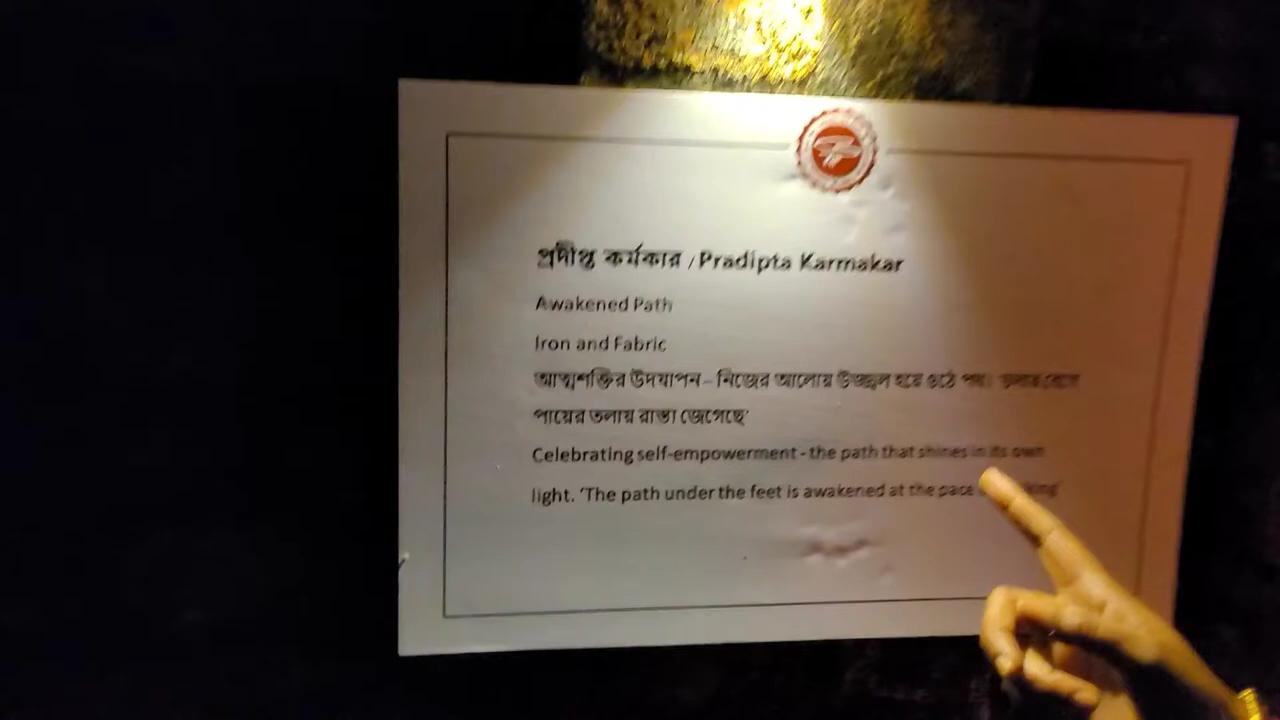 প্রদীপ্ত কর্মকার / Pradipta Karmakar
Awakened Path
Iron and Fabric
আত্মশক্তির উদযাপন – নিজের আলোয় উজ্জ্বল হয়ে ওঠে পথ।
পায়ের তলায় রাস্তা জেগেছে'
Celebrating self-empowerment - the path that shines in its own
light. 'The path under the feet is awakened at the pace